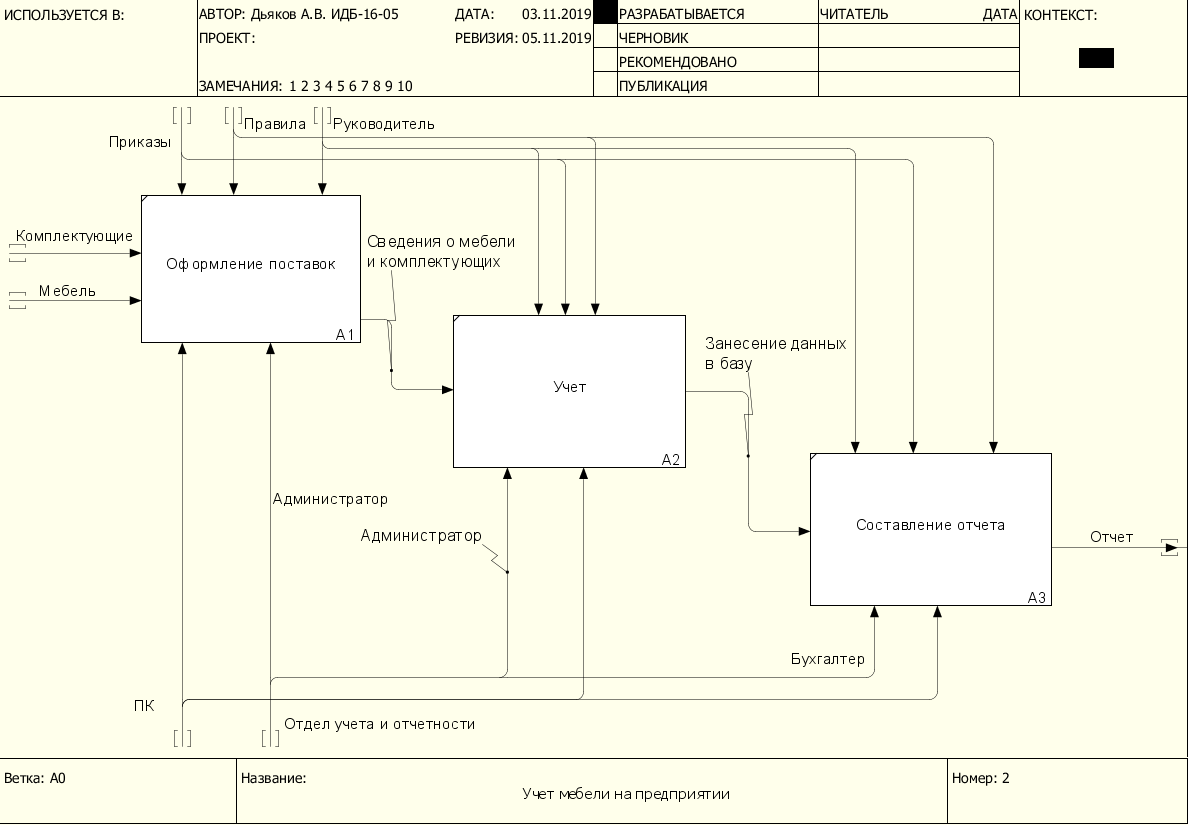 ИСПОЛЬЗУЕТСЯ В:
АВТОР: Дьяков А.В. ИДБ-16-05
ДАТА: 03.11.2019
РАЗРАБАТЫВАЕТСЯ
ЧИТАТЕЛЬ
ДАТА
КОНТЕКСТ:
ПРОЕКТ:
РЕВИЗИЯ: 05.11.2019
ЧЕРНОВИК
РЕКОМЕНДОВАНО
ЗАМЕЧАНИЯ: 1 2 3 4 5 6 7 8 9 10
ПУБЛИКАЦИЯ
Приказы
Правила
Руководитель
Комплектующие
Мебель
Оформление поставок
A1
Сведения о мебели
и комплектующих
Учет
A2
Занесение данных
в базу
Составление отчета
A3
Отчет
Администратор
Администратор
Бухгалтер
ПК
Отдел учета и отчетности
Ветка: A0
Название:
Учет мебели на предприятии
Номер: 2